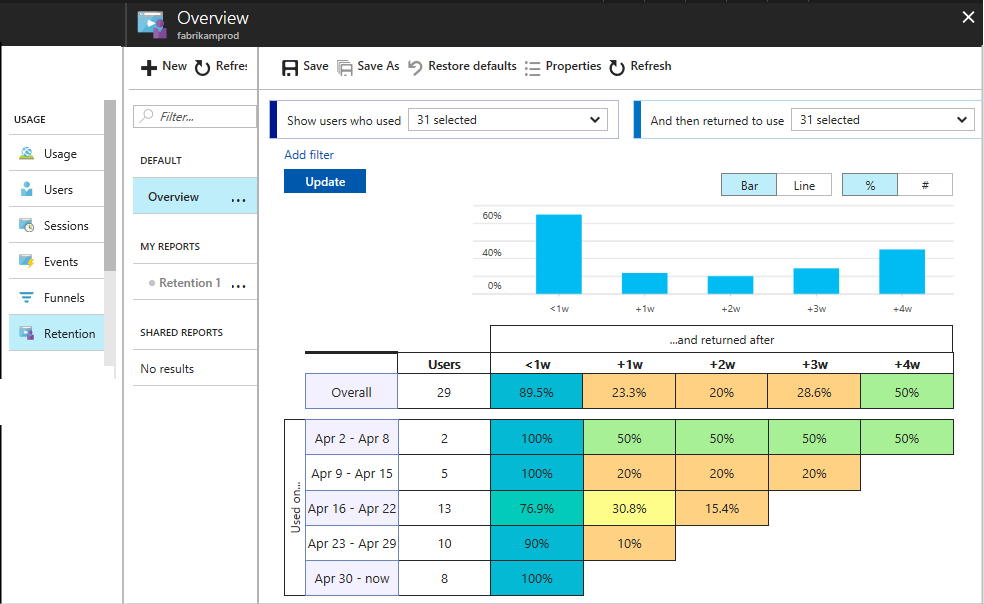 Overview
fabrikamprod
New Refre
Save Save As Restore defaults Properties Refresh
USAGE
Usage
Users
Sessions
Events
Funnels
Retention
Filter...
DEFAULT
Overview ...
MY REPORTS
Retention 1 ...
SHARED REPORTS
No results
Show users who used 31 selected
And then returned to use 31 selected
Add filter
Update
Bar Line % #
60%
40%
0%
<1w +1w +2w +3w +4w
...and returned after
Users <1w +1w +2w +3w +4w
Overall 29 89.5% 23.3% 20% 28.6% 50%
Used on...
Apr 2 - Apr 8 2 100% 50% 50% 50% 50%
Apr 9 - Apr 15 5 100% 20% 20% 20%
Apr 16 - Apr 22 13 76.9% 30.8% 15.4%
Apr 23 - Apr 29 10 90% 10%
Apr 30 - now 8 100%